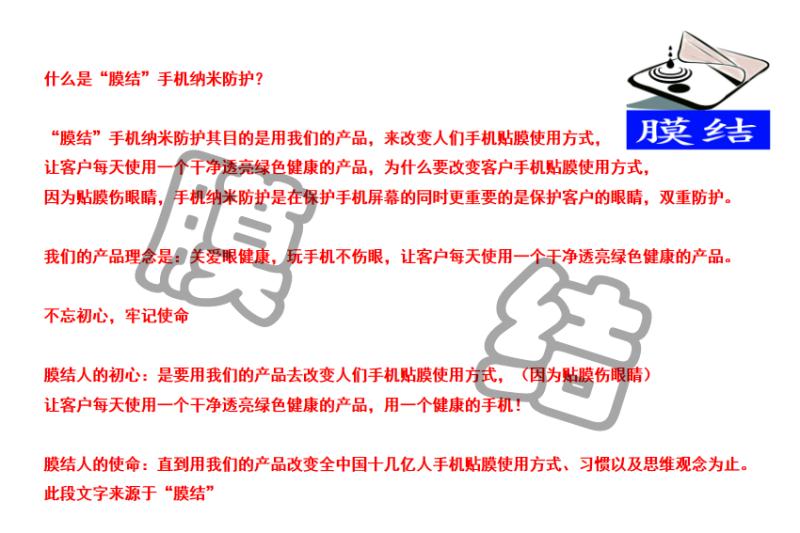 什么是“膜结”手机纳米防护？
膜结
“膜结”手机纳米防护其目的是用我们的产品，来改变人们手机贴膜使用方式，
让客户每天使用一个干净透亮绿色健康的产品，为什么要改变客户手机贴膜使用方式，
因为贴膜伤眼睛，手机纳米防护是在保护手机屏幕的同时更重要的是保护客户的眼睛，双重防护。
我们的产品理念是：关爱眼健康，玩手机不伤眼，让客户每天使用一个干净透亮绿色健康的产品。
不忘初心，牢记使命
膜结人的初心：是要用我们的产品去改变人们手机贴膜使用方式，（因为贴膜伤眼睛）
让客户每天使用一个干净透亮绿色健康的产品，用一个健康的手机！
膜结人的使命：直到用我们的产品改变全中国十几亿人手机贴膜使用方式、习惯以及思维观念为止。
此段文字来源于“膜结”
膜结